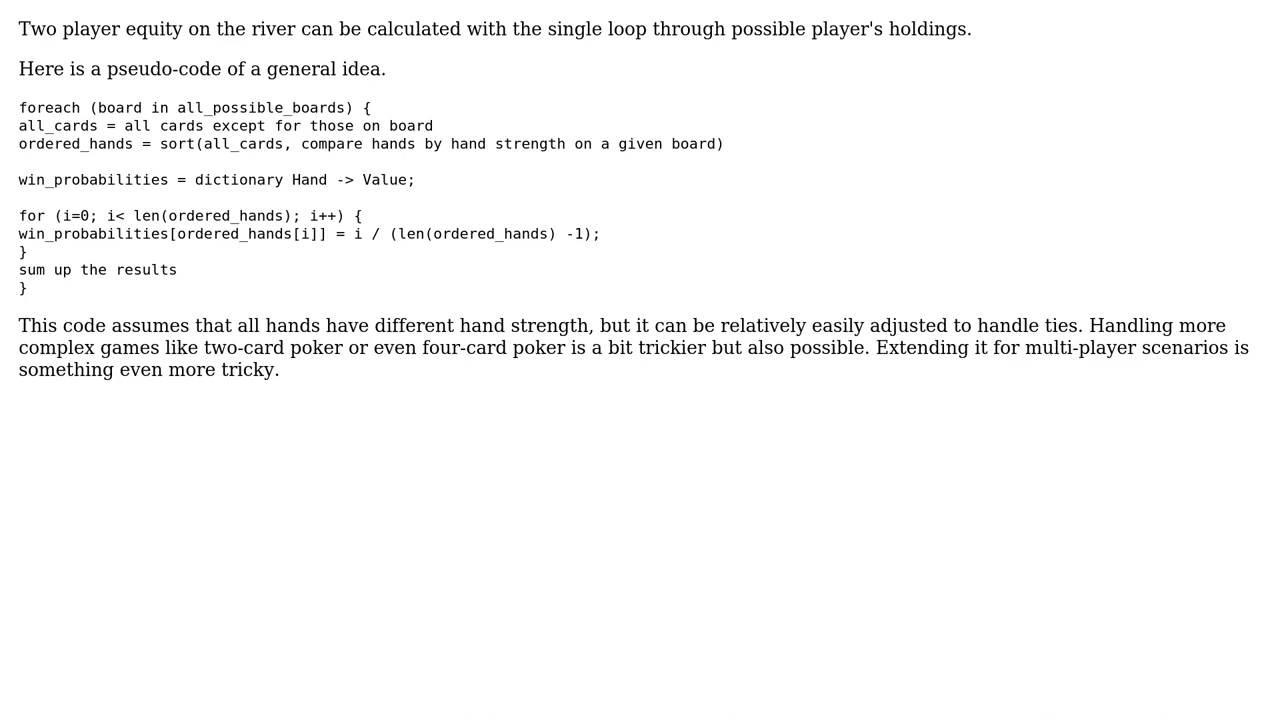 Two player equity on the river can be calculated with the single loop through possible player's holdings.
Here is a pseudo-code of a general idea.
foreach (board in all_possible_boards) {
all_cards = all cards except for those on board
ordered_hands = sort(all_cards, compare hands by hand strength on a given board)
win_probabilities = dictionary Hand -> Value;
for (i=0; i< len(ordered_hands); i++) {
win_probabilities[ordered_hands[i]] = i / (len(ordered_hands) -1);
}
sum up the results
}
This code assumes that all hands have different hand strength, but it can be relatively easily adjusted to handle ties. Handling more
complex games like two-card poker or even four-card poker is a bit trickier but also possible. Extending it for multi-player scenarios is
something even more tricky.